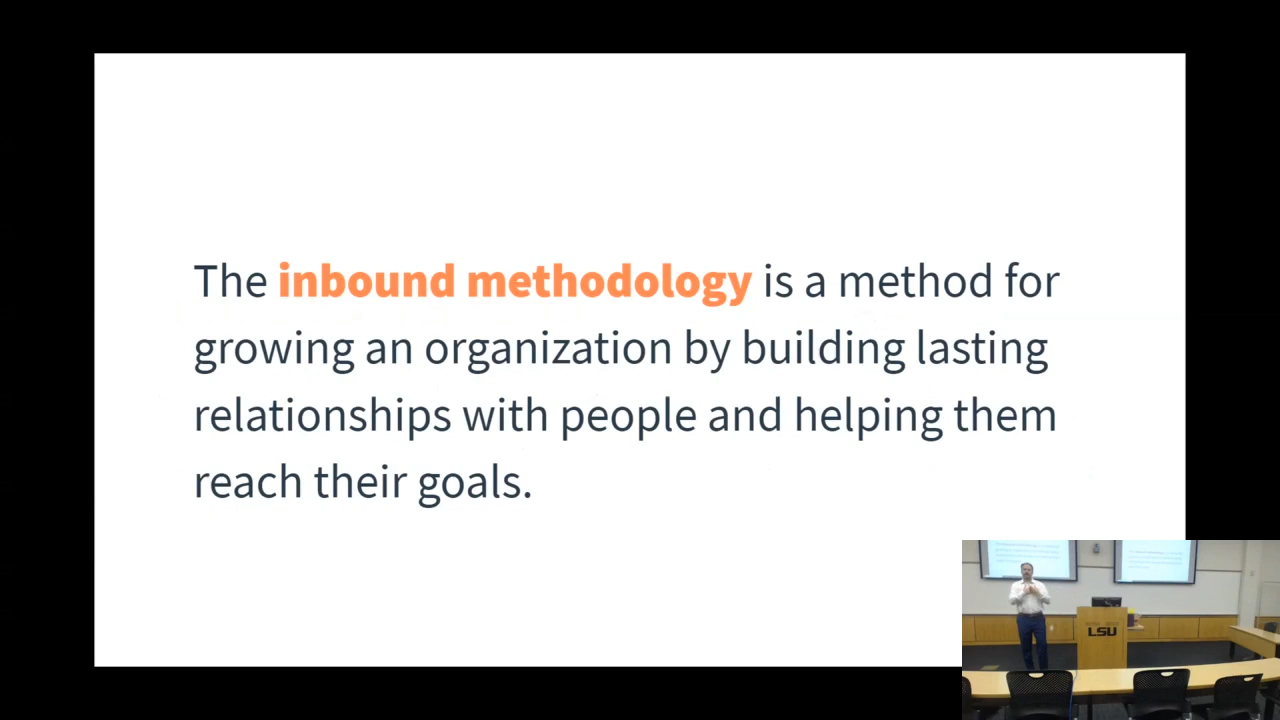 The inbound methodology is a method for
growing an organization by building lasting
relationships with people and helping them
reach their goals.
LSU